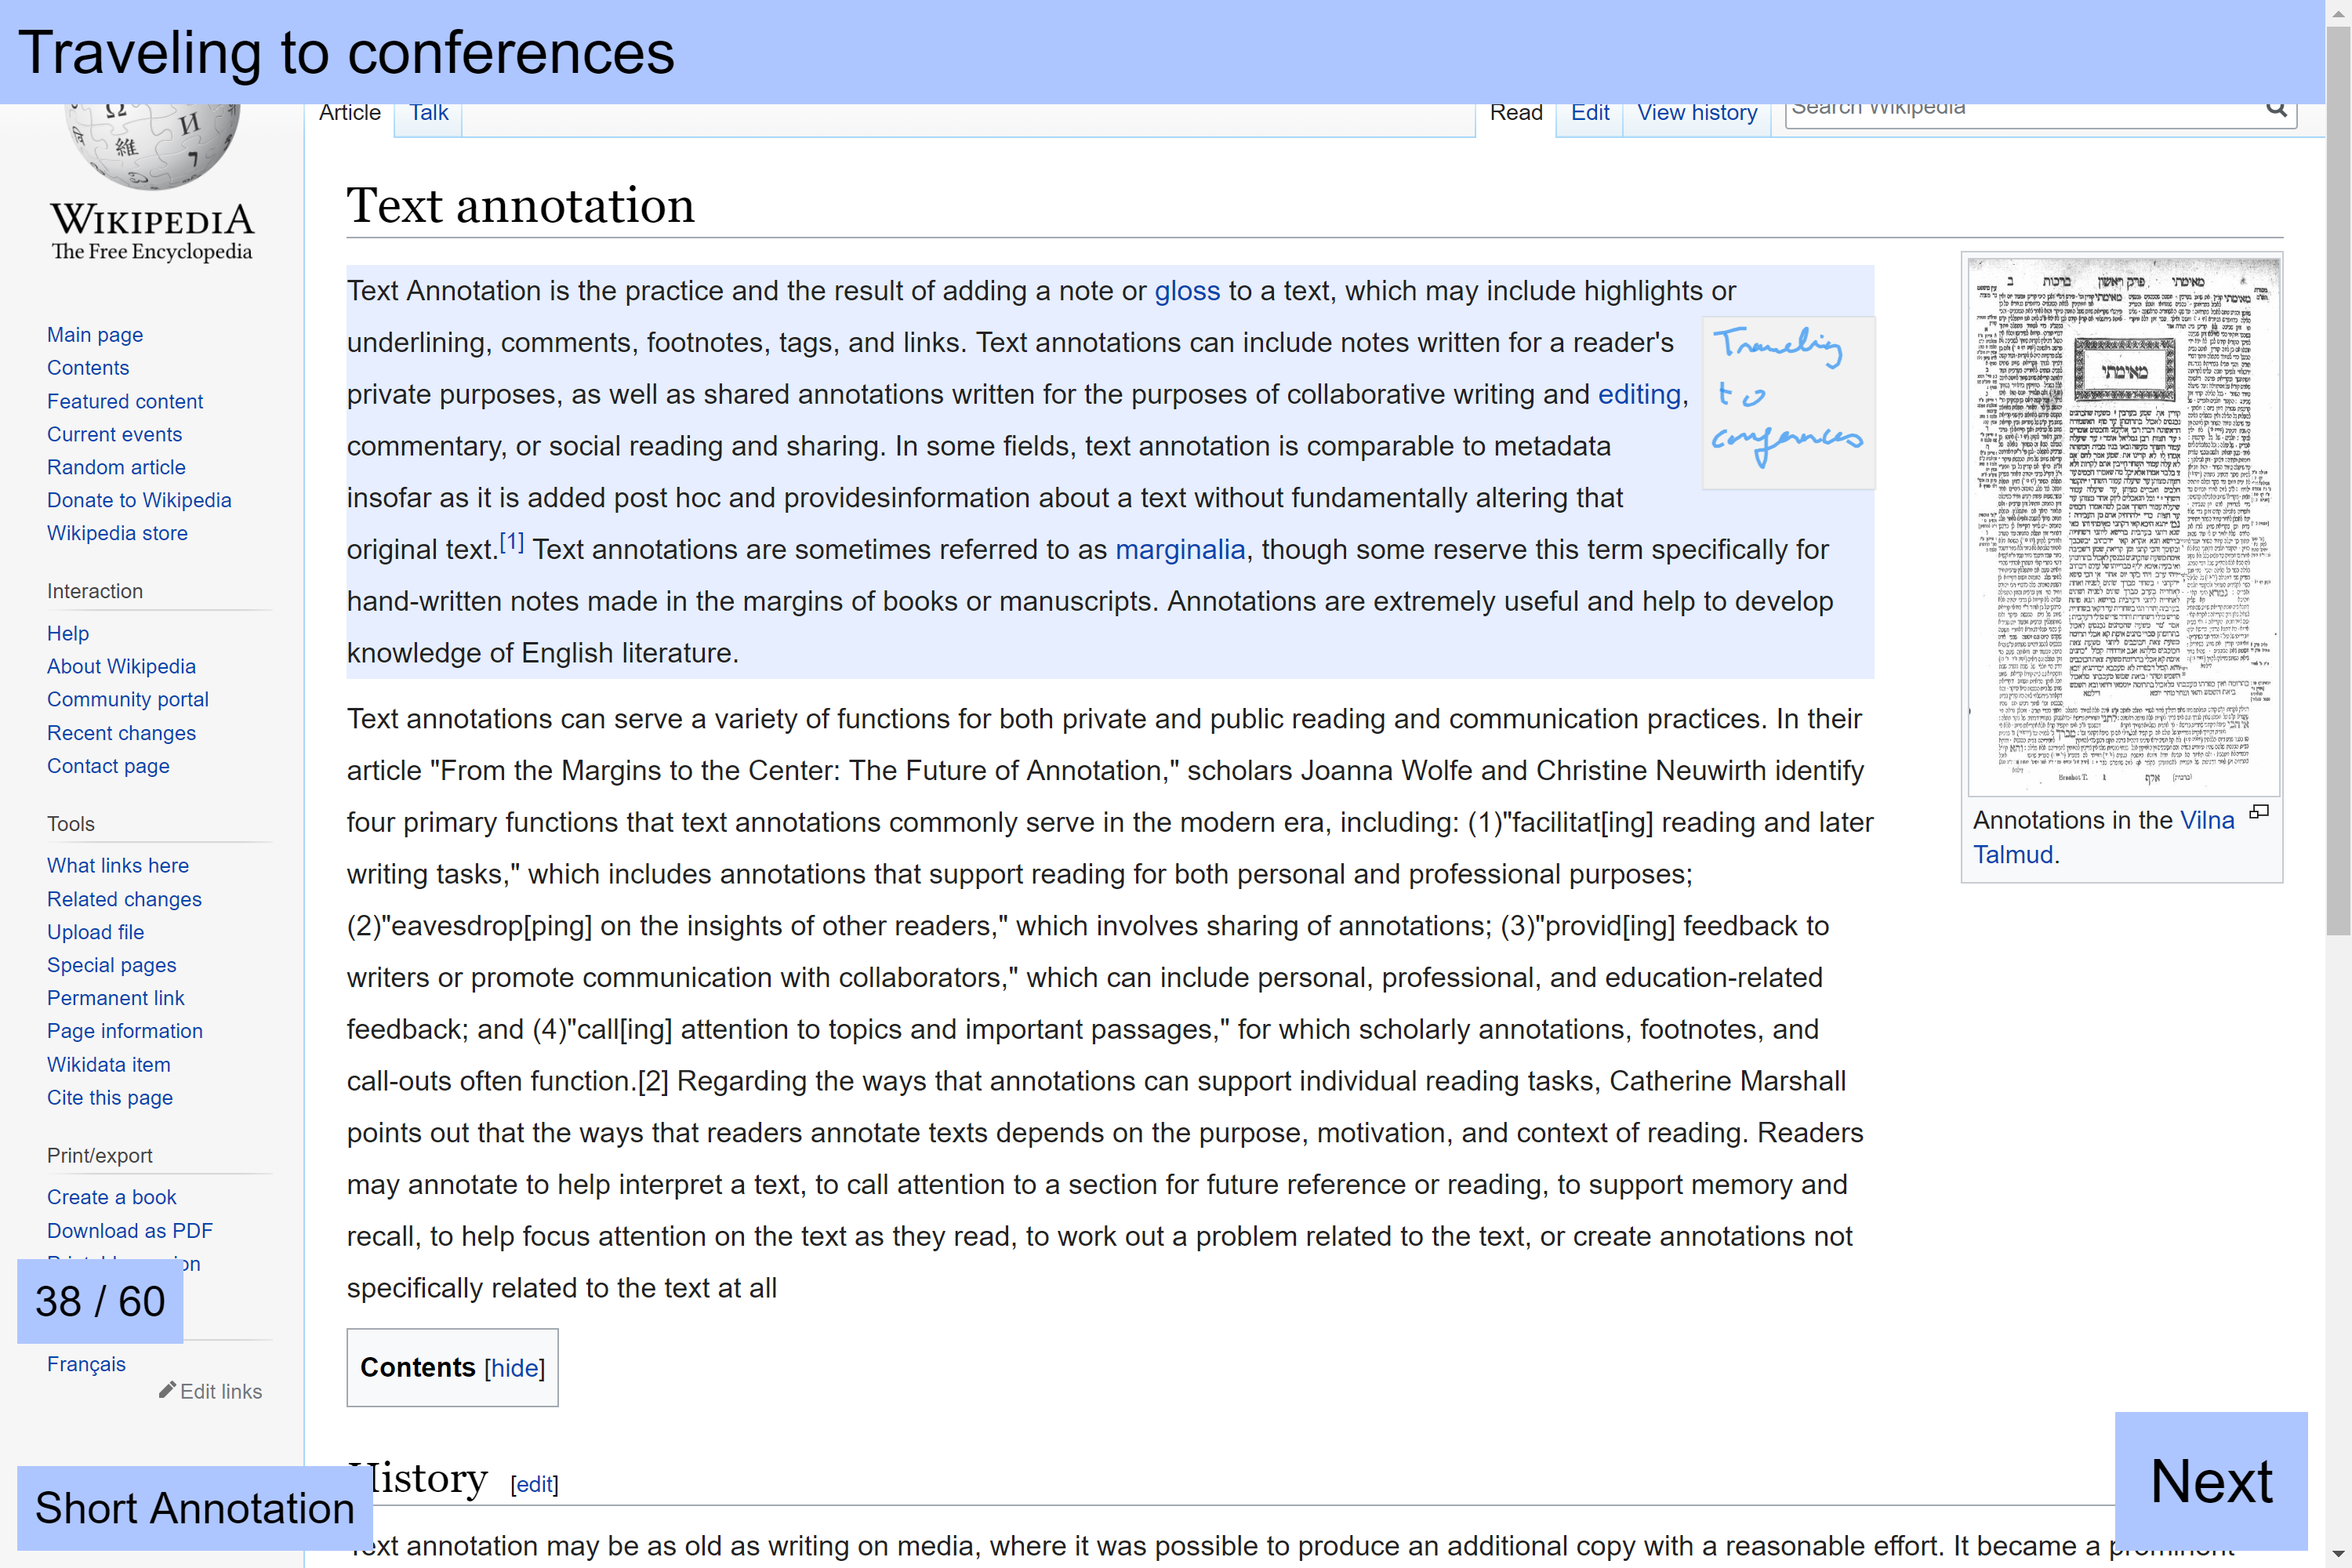 Traveling to conferences
Article
Talk
Read
Edit
View history
Search Wikipedia
WIKIPEDIA
The Free Encyclopedia
Main page
Contents
Featured content
Current events
Random article
Donate to Wikipedia
Wikipedia store
Interaction
Help
About Wikipedia
Community portal
Recent changes
Contact page
Tools
What links here
Related changes
Upload file
Special pages
Permanent link
Page information
Wikidata item
Cite this page
Print/export
Create a book
Download as PDF
38 / 60
Français
Edit links
Short Annotation
Text annotation
Text Annotation is the practice and the result of adding a note or gloss to a text, which may include highlights or
underlining, comments, footnotes, tags, and links. Text annotations can include notes written for a reader's
private purposes, as well as shared annotations written for the purposes of collaborative writing and editing,
commentary, or social reading and sharing. In some fields, text annotation is comparable to metadata
insofar as it is added post hoc and providesinformation about a text without fundamentally altering that
original text.[1] Text annotations are sometimes referred to as marginalia, though some reserve this term specifically for
hand-written notes made in the margins of books or manuscripts. Annotations are extremely useful and help to develop
knowledge of English literature.
Traveling
to
conferences
Text annotations can serve a variety of functions for both private and public reading and communication practices. In their
article "From the Margins to the Center: The Future of Annotation," scholars Joanna Wolfe and Christine Neuwirth identify
four primary functions that text annotations commonly serve in the modern era, including: (1)"facilitat[ing] reading and later
writing tasks," which includes annotations that support reading for both personal and professional purposes;
(2)"eavesdrop[ping] on the insights of other readers," which involves sharing of annotations; (3)"provid[ing] feedback to
writers or promote communication with collaborators," which can include personal, professional, and education-related
feedback; and (4)"call[ing] attention to topics and important passages," for which scholarly annotations, footnotes, and
call-outs often function.[2] Regarding the ways that annotations can support individual reading tasks, Catherine Marshall
points out that the ways that readers annotate texts depends on the purpose, motivation, and context of reading. Readers
may annotate to help interpret a text, to call attention to a section for future reference or reading, to support memory and
recall, to help focus attention on the text as they read, to work out a problem related to the text, or create annotations not
specifically related to the text at all
Contents [hide]
History [edit]
Text annotation may be as old as writing on media, where it was possible to produce an additional copy with a reasonable effort. It became a prominent
מאימתי פרק ראשון ברכות ב
מאימתי
Annotations in the Vilna
Talmud.
Next